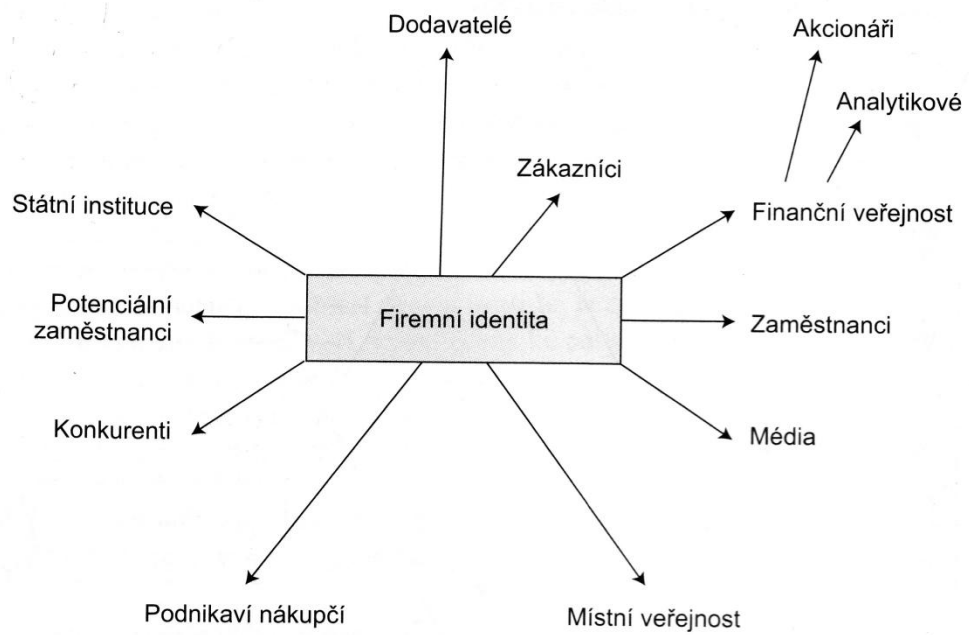 Dodavatelé
Akcionáři
Analytikové
Zákazníci
Státní instituce
Finanční veřejnost
Potenciální
zaměstnanci
Firemní identita
Zaměstnanci
Konkurenti
Média
Podnikaví nákupčí
Místní veřejnost